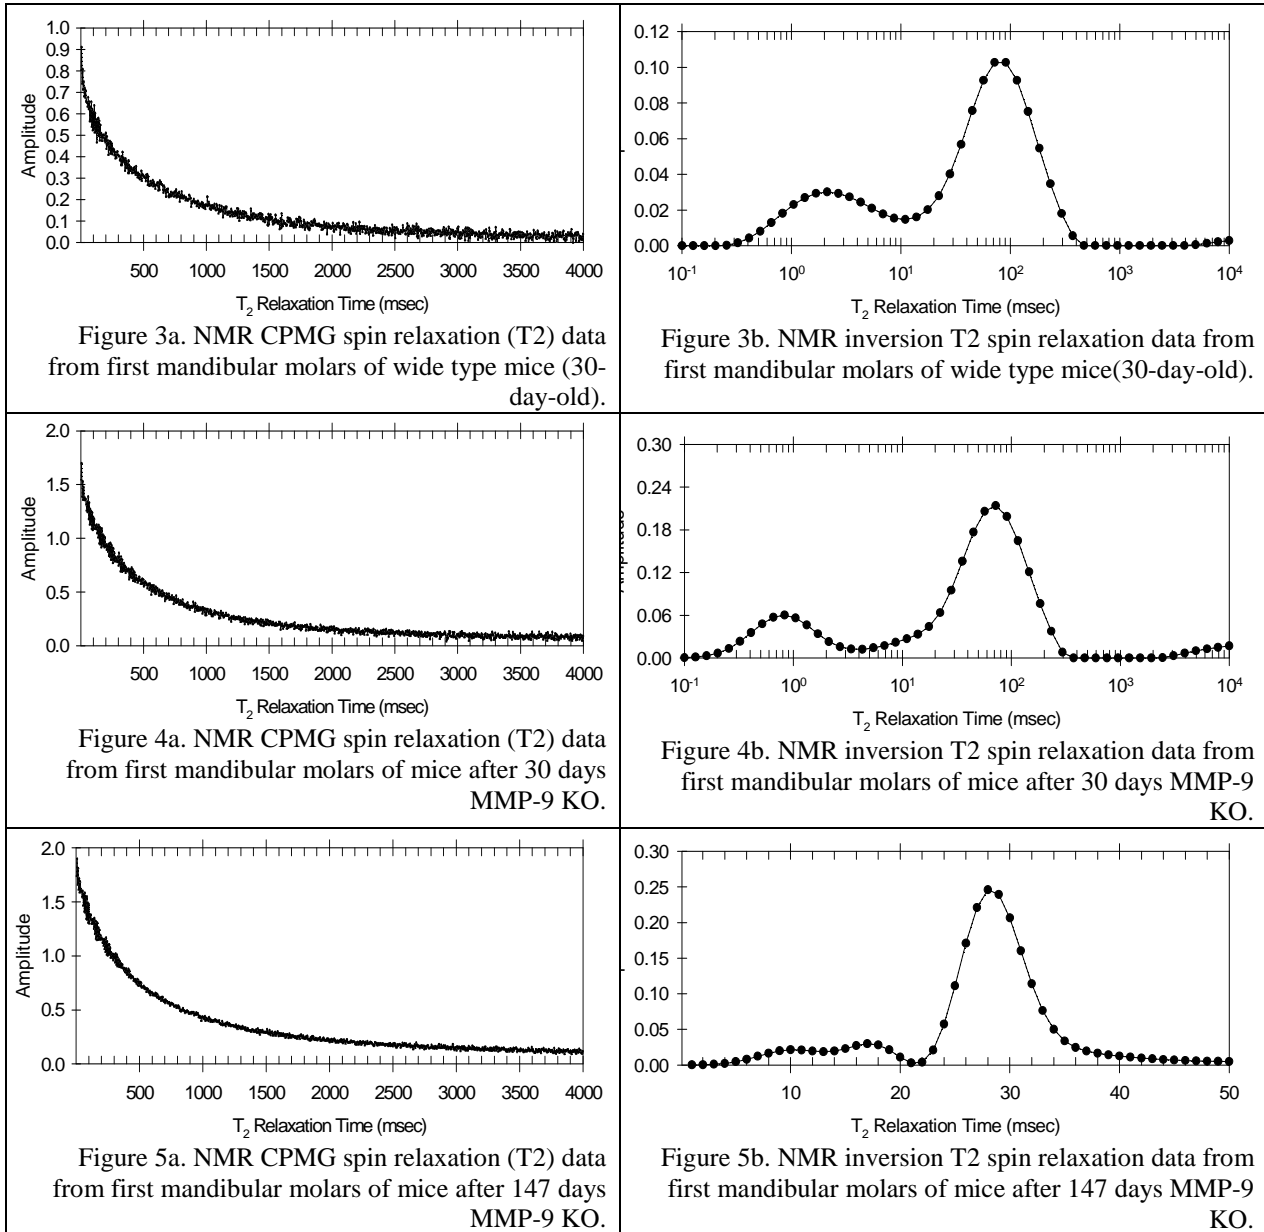 1.0
0.9
0.8
0.7
0.6
0.5
0.4
0.3
0.2
0.1
0.0
Amplitude
500 1000 1500 2000 2500 3000 3500 4000
T2 Relaxation Time (msec)
Figure 3a. NMR CPMG spin relaxation (T2) data
from first mandibular molars of wide type mice (30-
day-old).
0.12
0.10
0.08
0.06
0.04
0.02
0.00
10-1 100 101 102 103 104
T2 Relaxation Time (msec)
Figure 3b. NMR inversion T2 spin relaxation data from
first mandibular molars of wide type mice(30-day-old).
2.0
1.5
1.0
0.5
0.0
Amplitude
500 1000 1500 2000 2500 3000 3500 4000
T2 Relaxation Time (msec)
Figure 4a. NMR CPMG spin relaxation (T2) data
from first mandibular molars of mice after 30 days
MMP-9 KO.
0.30
0.24
0.18
0.12
0.06
0.00
10-1 100 101 102 103 104
T2 Relaxation Time (msec)
Figure 4b. NMR inversion T2 spin relaxation data from
first mandibular molars of mice after 30 days MMP-9
KO.
2.0
1.5
1.0
0.5
0.0
Amplitude
500 1000 1500 2000 2500 3000 3500 4000
T2 Relaxation Time (msec)
Figure 5a. NMR CPMG spin relaxation (T2) data
from first mandibular molars of mice after 147 days
MMP-9 KO.
0.30
0.25
0.20
0.15
0.10
0.05
0.00
10 20 30 40 50
T2 Relaxation Time (msec)
Figure 5b. NMR inversion T2 spin relaxation data from
first mandibular molars of mice after 147 days MMP-9
KO.